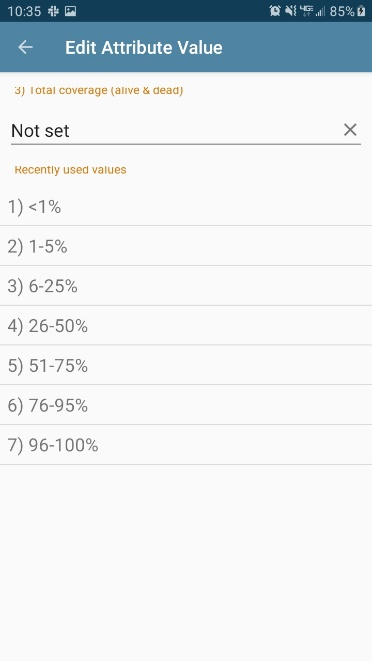 10:35 4GE 85%
Edit Attribute Value
3) Total coverage (alive & dead)
Not set
Recently used values
1) <1%
2) 1-5%
3) 6-25%
4) 26-50%
5) 51-75%
6) 76-95%
7) 96-100%